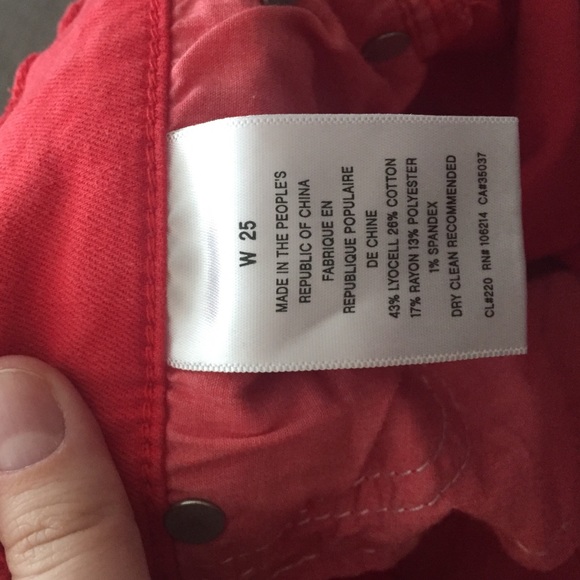 W 25
MADE IN THE PEOPLE'S
REPUBLIC OF CHINA
FABRIQUE EN
REPUBLIQUE POPULAIRE
DE CHINE
43% LYOCELL 26% COTTON
17% RAYON 13% POLYESTER
1% SPANDEX
DRY CLEAN RECOMMENDED
CL#220 RN# 106214 CA#35037